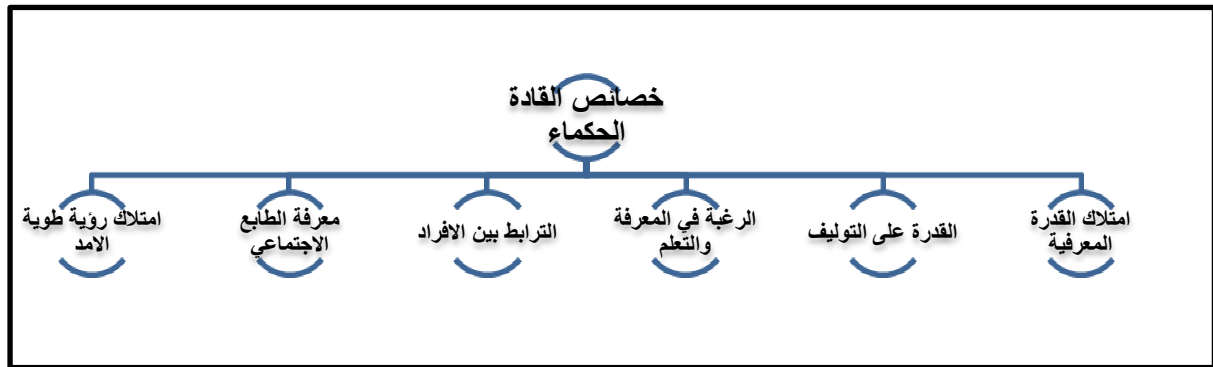 خصائص القادة
الحكماء
امتلاك القدرة
المعرفية
القدرة على التوليف
الرغبة في المعرفة
والتعلم
الترابط بين الافراد
معرفة الطابع
الاجتماعي
امتلاك رؤية طوية
الامد